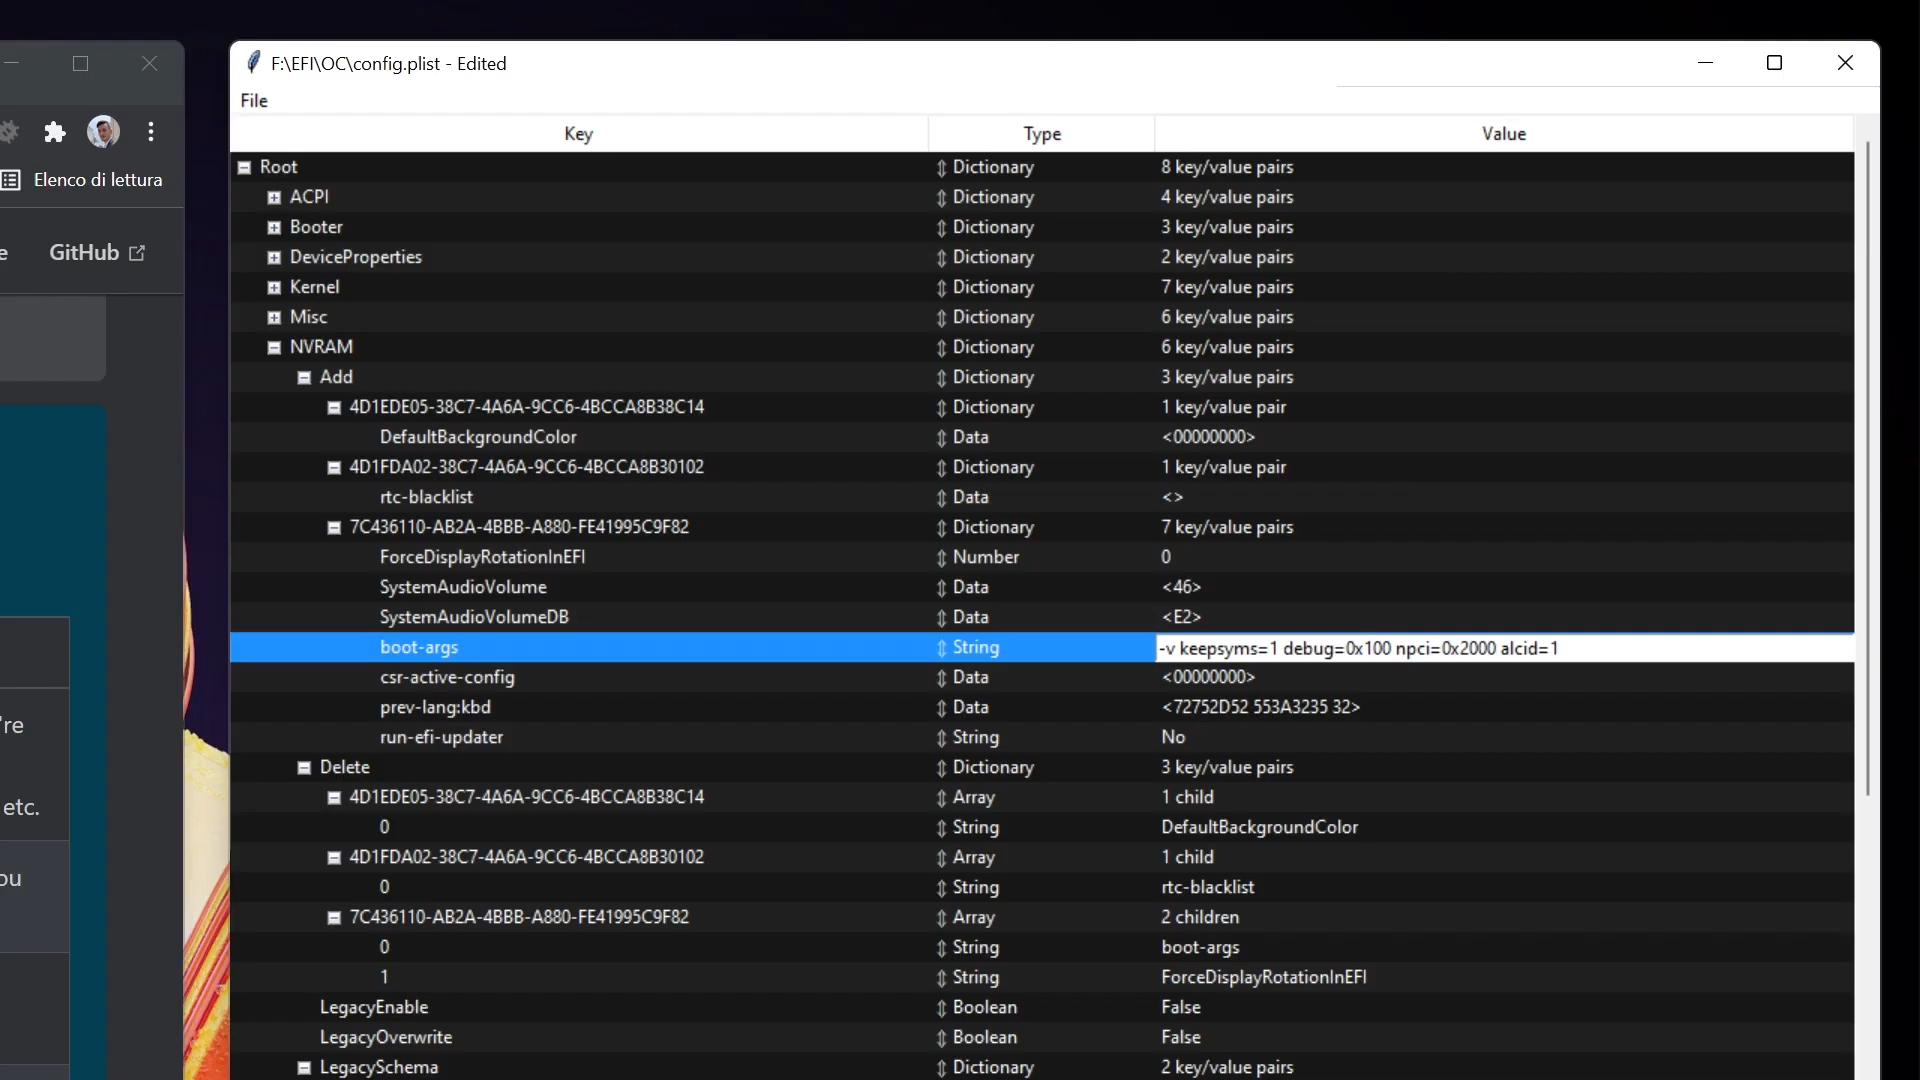 F:\EFI\OC\config.plist - Edited
File
Key Type Value
Root Dictionary 8 key/value pairs
ACPI Dictionary 4 key/value pairs
Booter Dictionary 3 key/value pairs
DeviceProperties Dictionary 2 key/value pairs
Kernel Dictionary 7 key/value pairs
Misc Dictionary 6 key/value pairs
NVRAM Dictionary 6 key/value pairs
Add Dictionary 3 key/value pairs
4D1EDE05-38C7-4A6A-9CC6-4BCCA8B38C14 Dictionary 1 key/value pair
DefaultBackgroundColor Data <00000000>
4D1FDA02-38C7-4A6A-9CC6-4BCCA8B30102 Dictionary 1 key/value pair
rtc-blacklist Data <>
7C436110-AB2A-4BBB-A880-FE41995C9F82 Dictionary 7 key/value pairs
ForceDisplayRotationInEFI Number 0
SystemAudioVolume Data <46>
SystemAudioVolumeDB Data <E2>
boot-args String -v keepsyms=1 debug=0x100 npci=0x2000 alcid=1
csr-active-config Data <00000000>
prev-lang:kbd Data <72752D52 553A3235 32>
run-efi-updater String No
Delete Dictionary 3 key/value pairs
4D1EDE05-38C7-4A6A-9CC6-4BCCA8B38C14 Array 1 child
0 String DefaultBackgroundColor
4D1FDA02-38C7-4A6A-9CC6-4BCCA8B30102 Array 1 child
0 String rtc-blacklist
7C436110-AB2A-4BBB-A880-FE41995C9F82 Array 2 children
0 String boot-args
1 String ForceDisplayRotationInEFI
LegacyEnable Boolean False
LegacyOverwrite Boolean False
LegacySchema Dictionary 2 key/value pairs
Elenco di lettura
e GitHub
're
etc.
ou